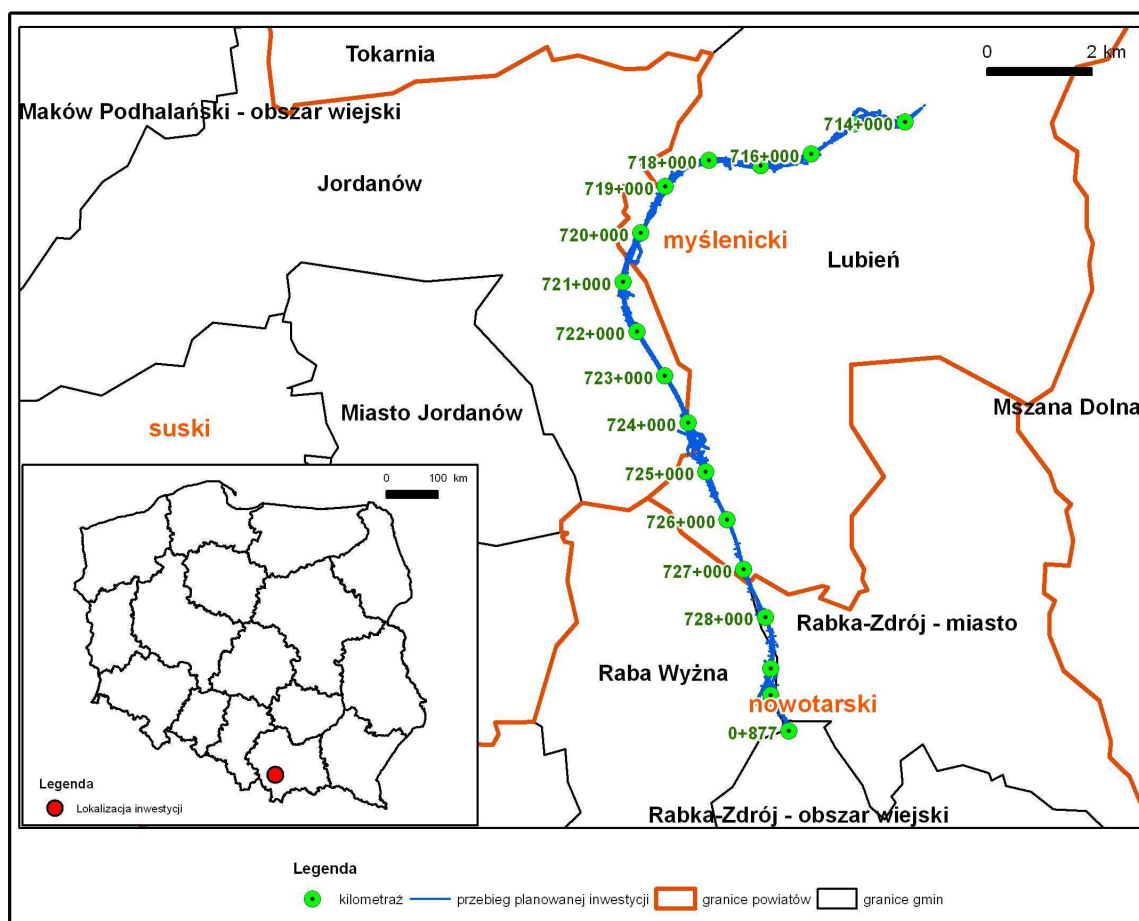 Tokarnia
0 2 km
Maków Podhalański - obszar wiejski
714+000
716+000
718+000
Jordanów
719+000
720+000
myślenicki
Lubień
721+000
722+000
723+000
Miasto Jordanów
Mszana Dolna
suski
724+000
725+000
0 100 km
726+000
727+000
728+000
Rabka-Zdrój - miasto
Raba Wyżna
nowotarski
0+877
Legenda
Lokalizacja inwestycji
Rabka-Zdrój - obszar wiejski
Legenda
kilometraż przebieg planowanej inwestycji granice powiatów granice gmin